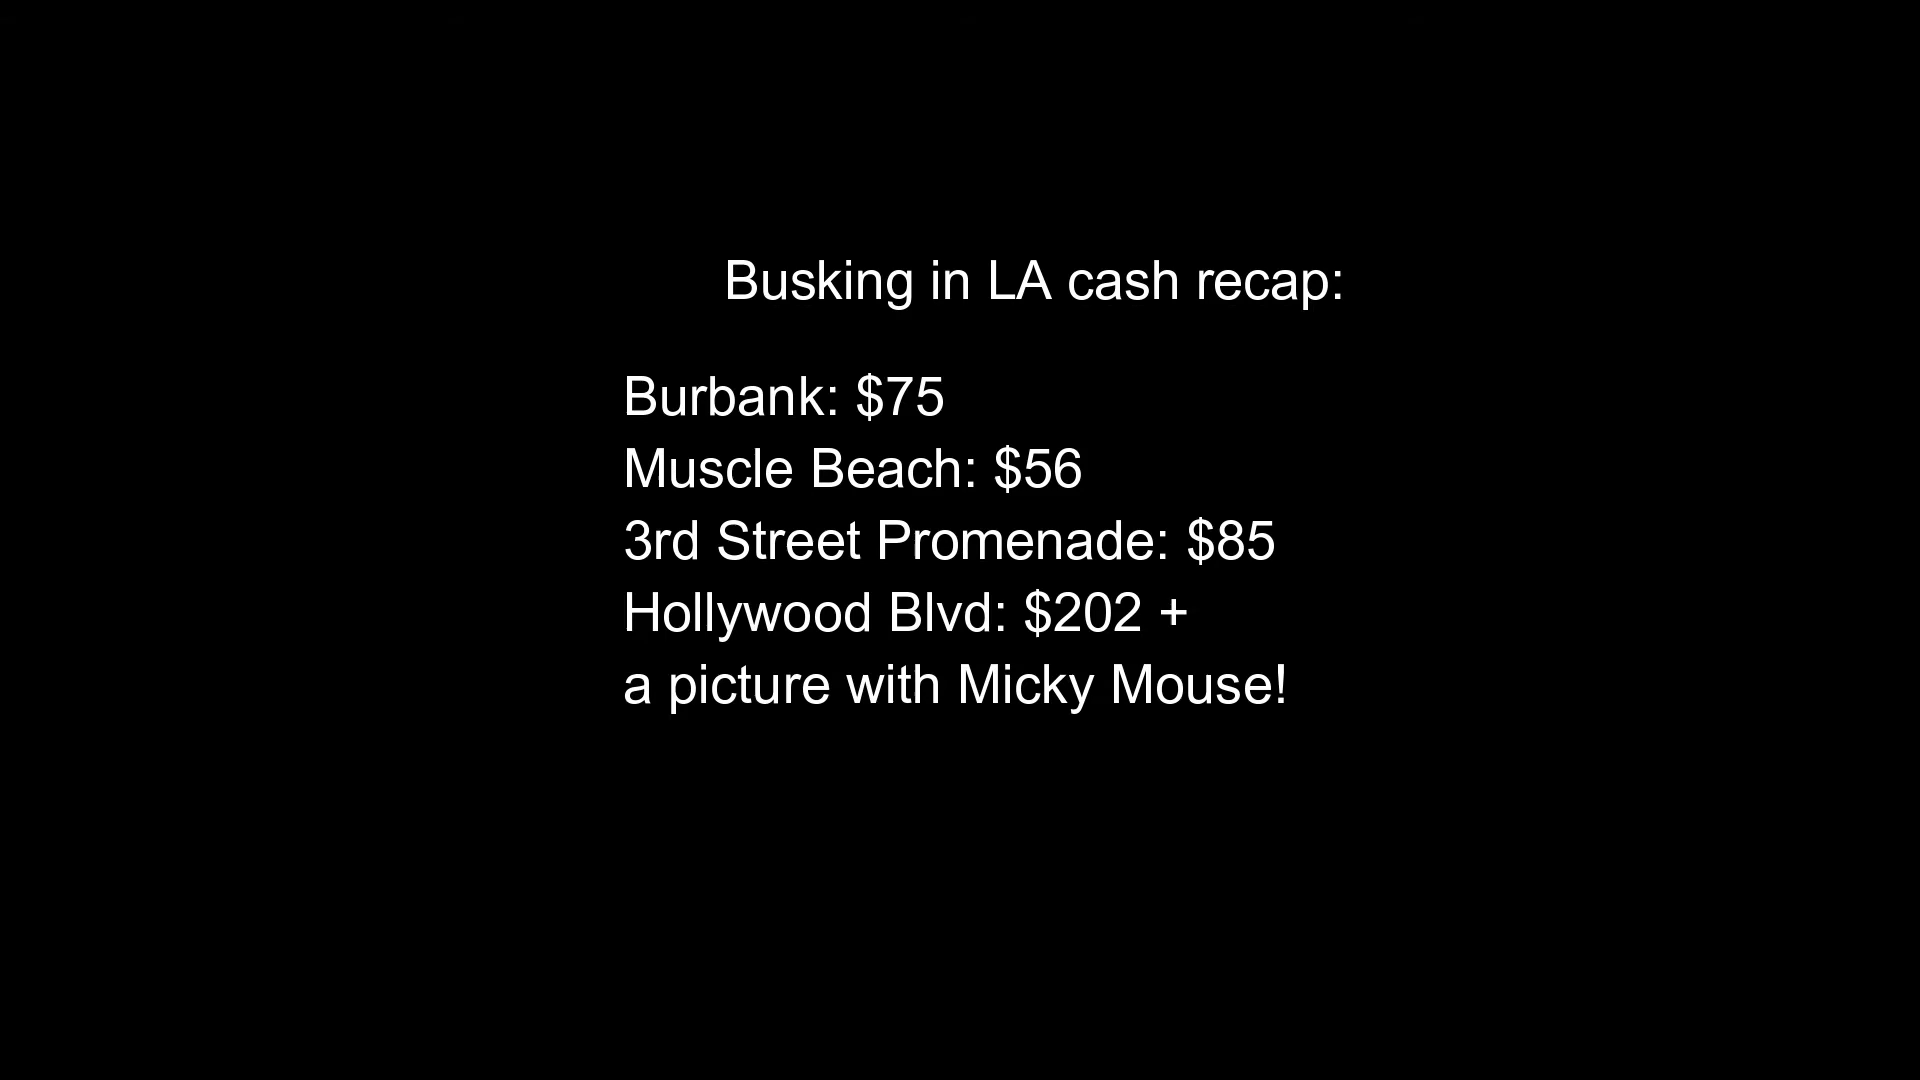 Busking in LA cash recap:
Burbank: $75
Muscle Beach: $56
3rd Street Promenade: $85
Hollywood Blvd: $202 +
a picture with Micky Mouse!